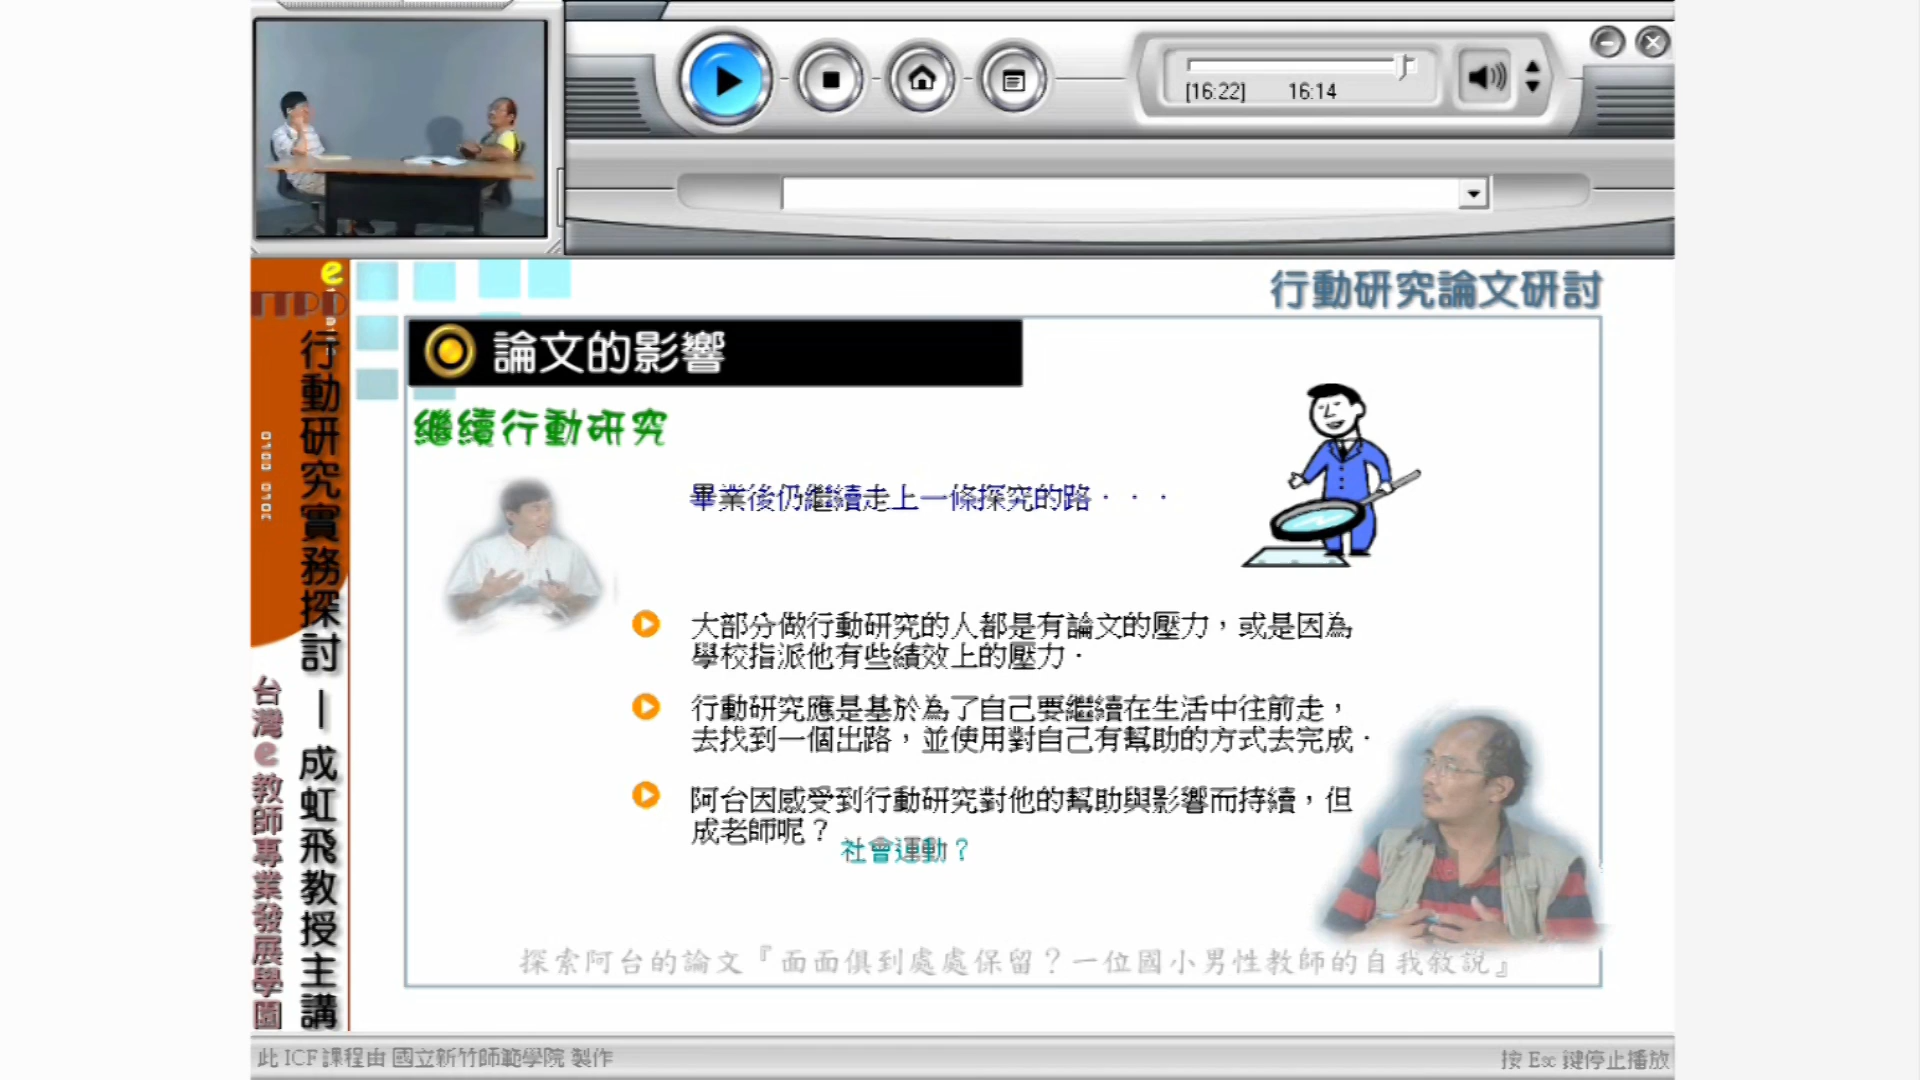 [16:22] 16:14
行動研究論文研討
論文的影響
繼續行動研究
畢業後仍繼續走上一條探究的路．．．
大部分做行動研究的人都是有論文的壓力，或是因為
學校指派他有些績效上的壓力．
行動研究應是基於為了自己要繼續在生活中往前走，
去找到一個出路，並使用對自己有幫助的方式去完成．
阿台因感受到行動研究對他的幫助與影響而持續，但
成老師呢？
社會運動？
探索阿台的論文『面面俱到處處保留？一位國小男性教師的自我敘說』
e
TTPD
行動研究實務探討 — 成虹飛教授主講
台灣e教師專業發展學園
此 ICF 課程由 國立新竹師範學院 製作
按 Esc 鍵停止播放